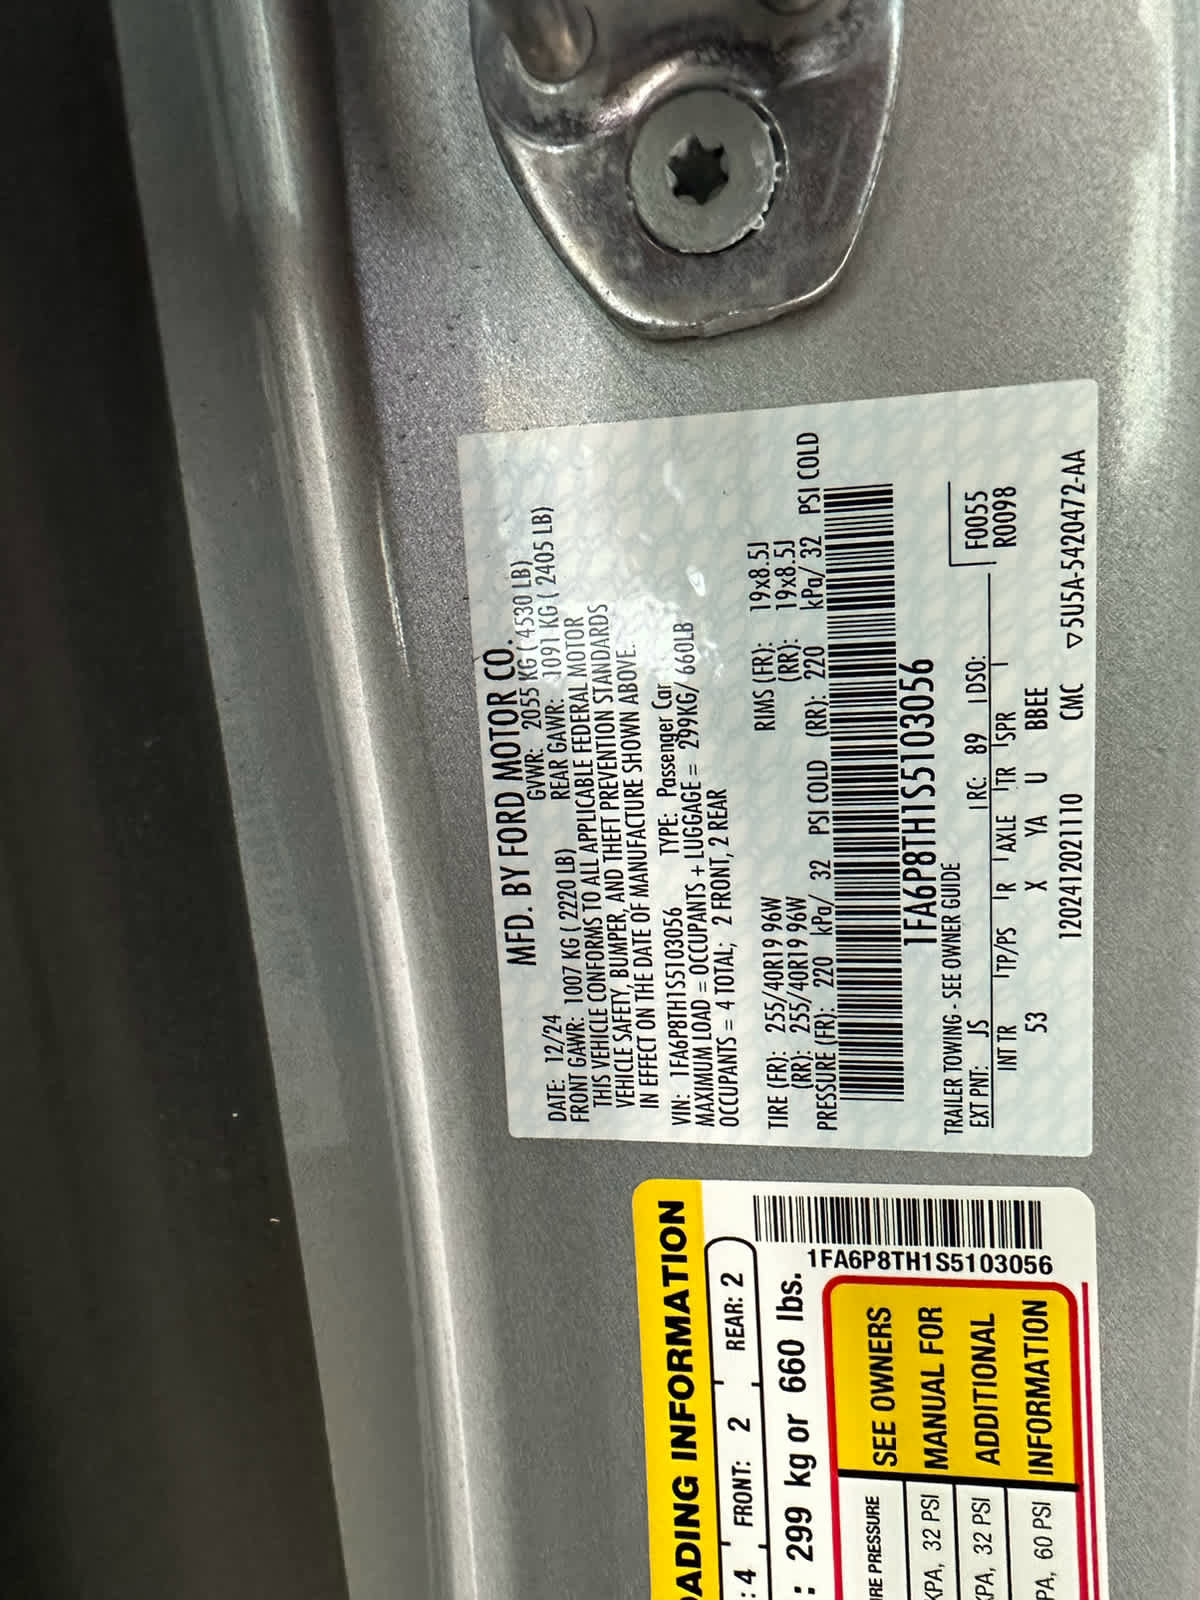 MFD. BY FORD MOTOR CO.
DATE: 12/24 GVWR: 2055 KG ( 4530 LB)
FRONT GAWR: 1007 KG ( 2220 LB) REAR GAWR: 1091 KG ( 2405 LB)
THIS VEHICLE CONFORMS TO ALL APPLICABLE FEDERAL MOTOR
VEHICLE SAFETY, BUMPER, AND THEFT PREVENTION STANDARDS
IN EFFECT ON THE DATE OF MANUFACTURE SHOWN ABOVE.
VIN: 1FA6P8TH1S5103056 TYPE: Passenger Car
MAXIMUM LOAD = OCCUPANTS + LUGGAGE = 299KG/ 660LB
OCCUPANTS = 4 TOTAL; 2 FRONT, 2 REAR
TIRE (FR): 255/40R19 96W RIMS (FR): 19x8.5J
(RR): 255/40R19 96W (RR): 19x8.5J
PRESSURE (FR): 220 kPa/ 32 PSI COLD (RR): 220 kPa/ 32 PSI COLD
1FA6P8TH1S5103056
TRAILER TOWING - SEE OWNER GUIDE
EXT PNT: JS RC: 89 DSO: F0055
INT TR TP/PS R AXLE TR SPR R0098
53 X YA U BBEE
1202412021110 CMC ▽5U5A-5420472-AA
ADING INFORMATION
: 4 FRONT: 2 REAR: 2
: 299 kg or 660 lbs.
1FA6P8TH1S5103056
RE PRESSURE
KPA, 32 PSI
KPA, 32 PSI
PA, 60 PSI
SEE OWNERS
MANUAL FOR
ADDITIONAL
INFORMATION